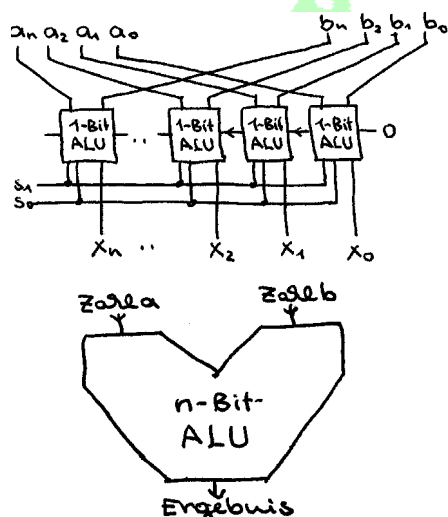 an a2 a1 a0 bn b2 b1 b0
1-Bit ALU .. 1-Bit ALU 1-Bit ALU 1-Bit ALU 0
s1
s0
xn .. x2 x1 x0
Zahl a Zahl b
n-Bit-
ALU
Ergebnis